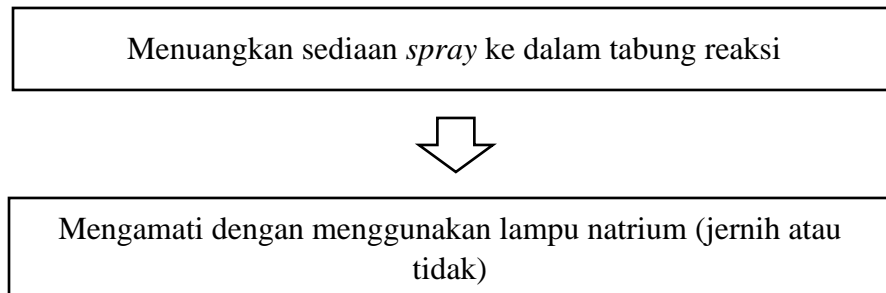 Menuangkan sediaan spray ke dalam tabung reaksi
Mengamati dengan menggunakan lampu natrium (jernih atau
tidak)